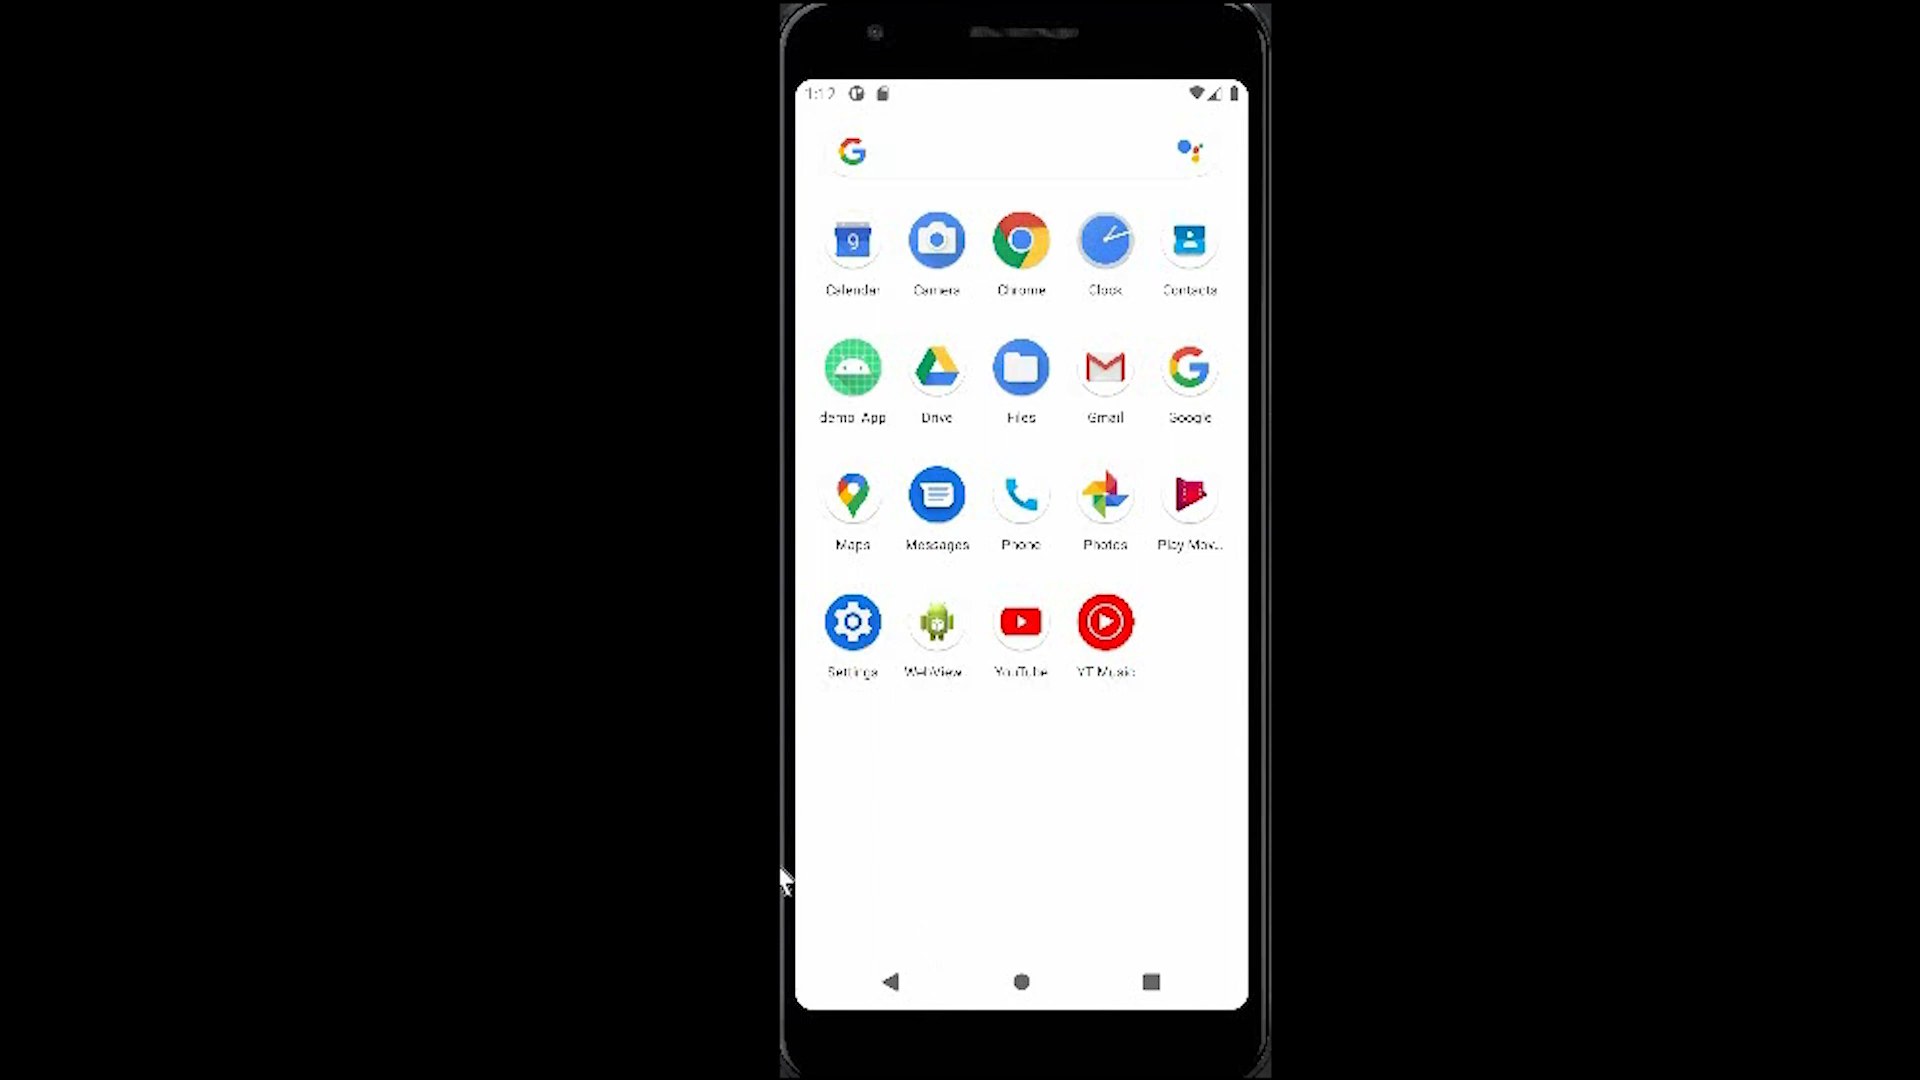 1:12
9
Calendar Camera Chrome Clock Contacts
demo App Drive Files Gmail Google
Maps Messages Phone Photos Play Mov...
Settings WebView YouTube YT Music